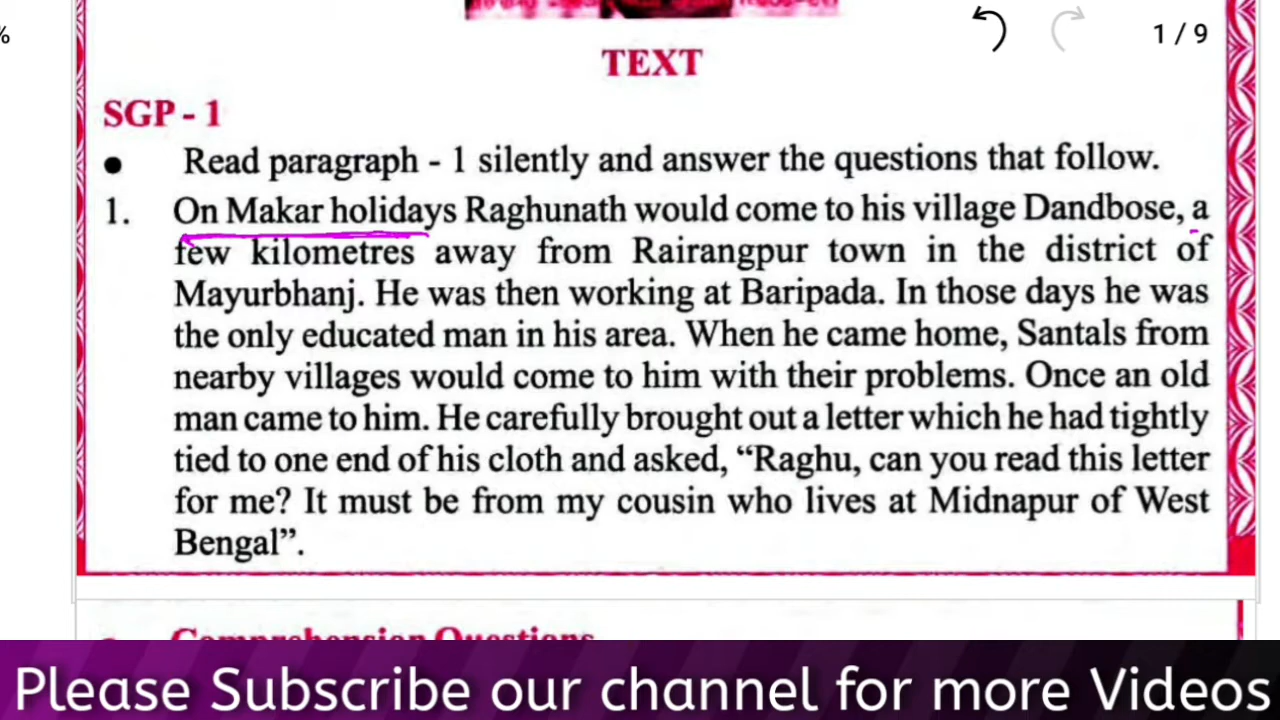 %
1 / 9
TEXT
SGP - 1
● Read paragraph - 1 silently and answer the questions that follow.
1. On Makar holidays Raghunath would come to his village Dandbose, a
few kilometres away from Rairangpur town in the district of
Mayurbhanj. He was then working at Baripada. In those days he was
the only educated man in his area. When he came home, Santals from
nearby villages would come to him with their problems. Once an old
man came to him. He carefully brought out a letter which he had tightly
tied to one end of his cloth and asked, “Raghu, can you read this letter
for me? It must be from my cousin who lives at Midnapur of West
Bengal”.
Comprehension Questions
Please Subscribe our channel for more Videos